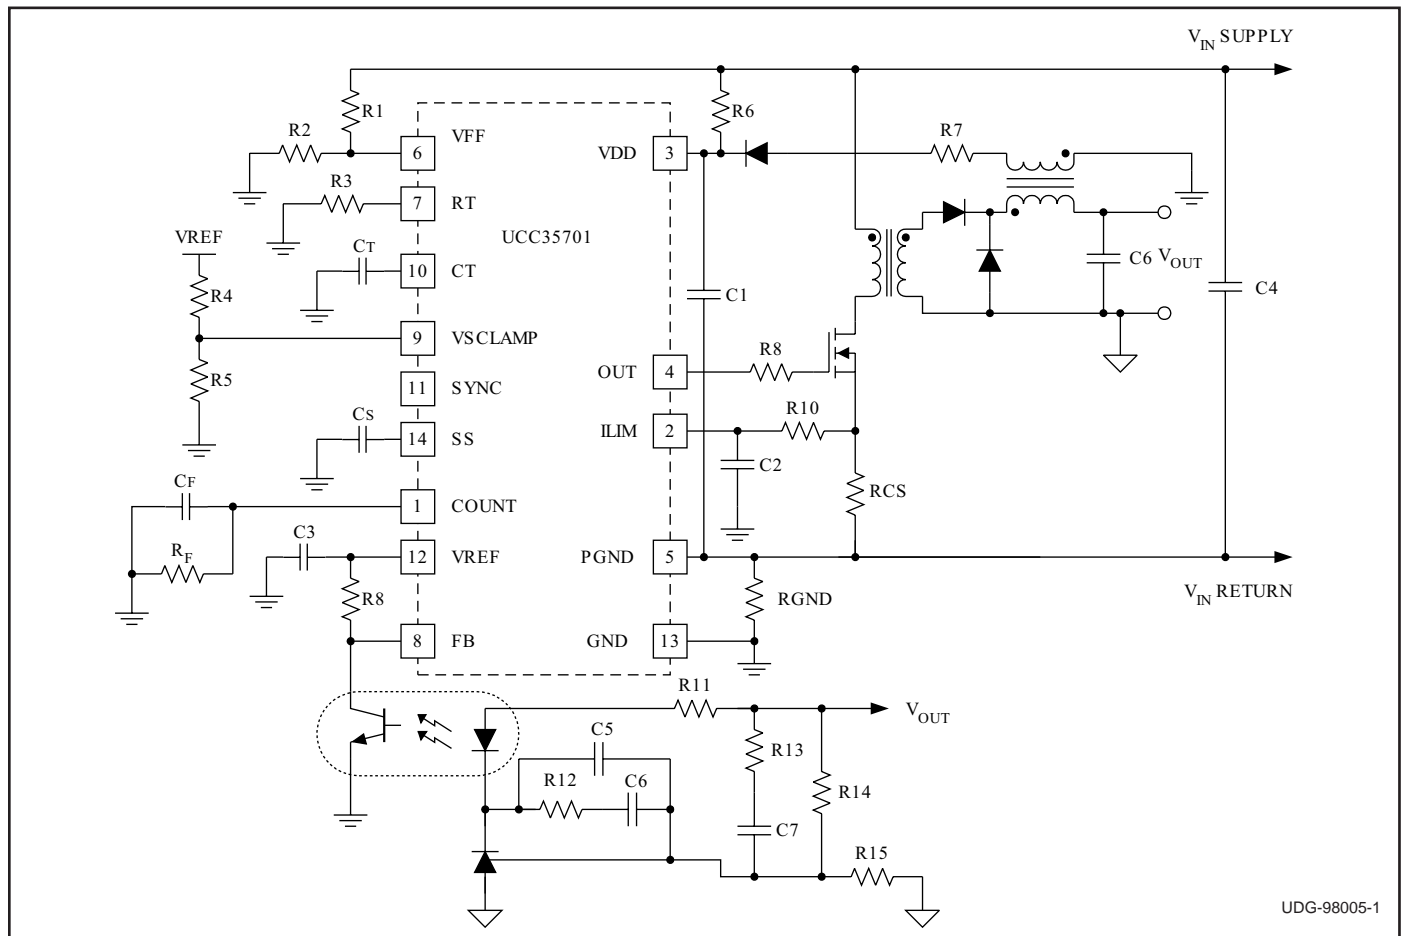 VIN SUPPLY
R1
R6
R2
VFF
R7
6
VDD
3
R3
7
RT
VREF
UCC35701
CT
10
CT
C6
VOUT
R4
C1
C4
9
VSCLAMP
R8
R5
11
SYNC
OUT
4
CS
R10
14
SS
ILIM
2
C2
CF
RCS
1
COUNT
C3
RF
12
VREF
PGND
5
R8
RGND
VIN RETURN
8
FB
GND
13
R11
VOUT
C5
R13
R12
C6
R14
C7
R15
UDG-98005-1